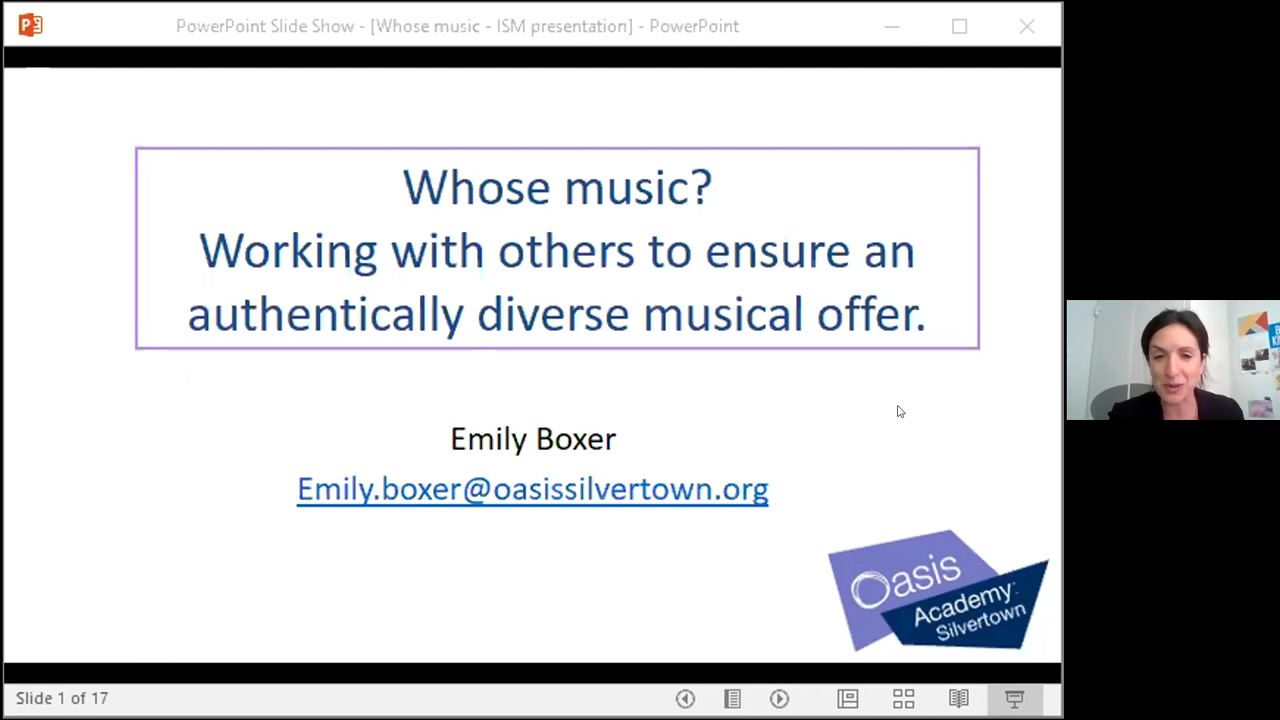 PowerPoint Slide Show - [Whose music - ISM presentation] - PowerPoint
Whose music?
Working with others to ensure an
authentically diverse musical offer.
Emily Boxer
Emily.boxer@oasissilvertown.org
Oasis
Academy:
Silvertown
Slide 1 of 17